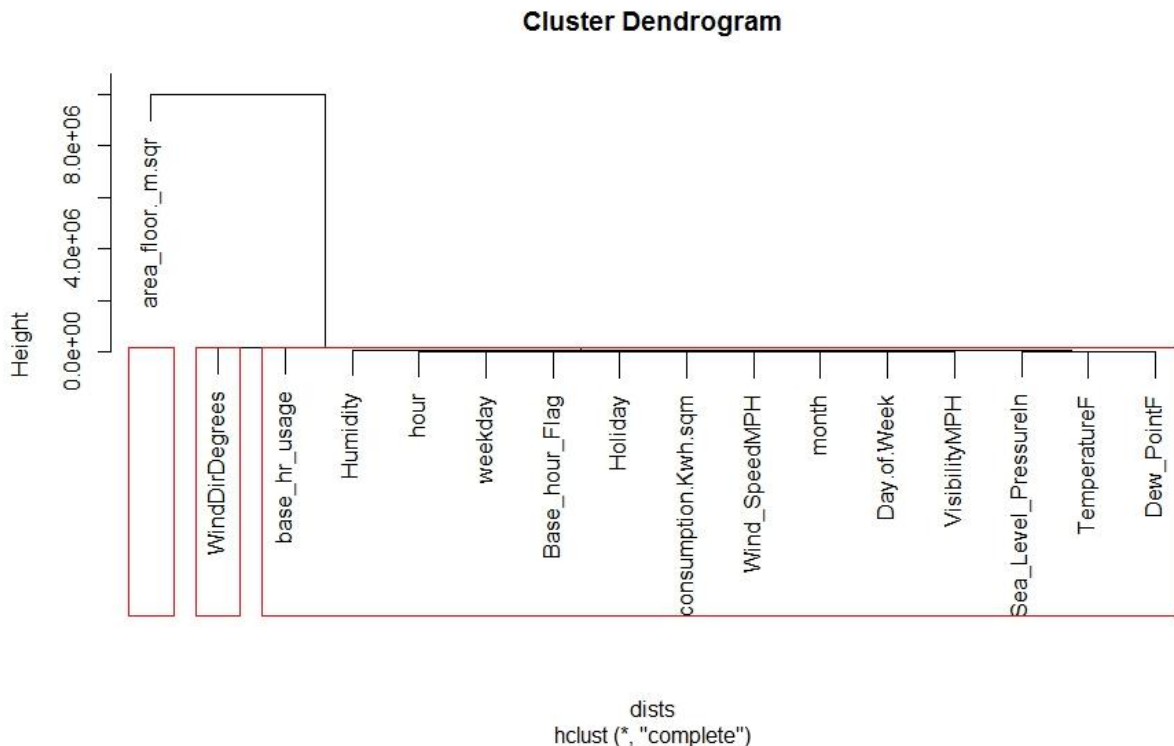 Cluster Dendrogram
Height
8.0e+06
4.0e+06
0.0e+00
area_floor._m.sqr
WindDirDegrees
base_hr_usage
Humidity
hour
weekday
Base_hour_Flag
Holiday
consumption.Kwh.sqm
Wind_SpeedMPH
month
Day.of.Week
VisibilityMPH
Sea_Level_PressureIn
TemperatureF
Dew_PointF
dists
hclust (*, "complete")